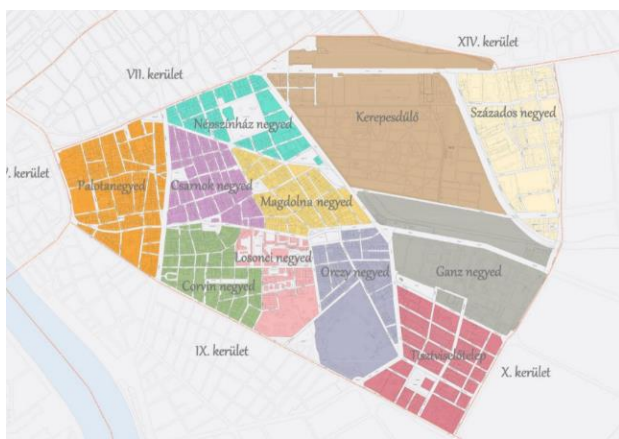 XIV. kerület
VII. kerület
Százados negyed
Kerepesdűlő
Népszínház negyed
V. kerület
Palotanegyed
Csarnok negyed
Magdolna negyed
Losonci negyed
Orczy negyed
Ganz negyed
Corvin negyed
IX. kerület
Tisztviselőtelep
X. kerület